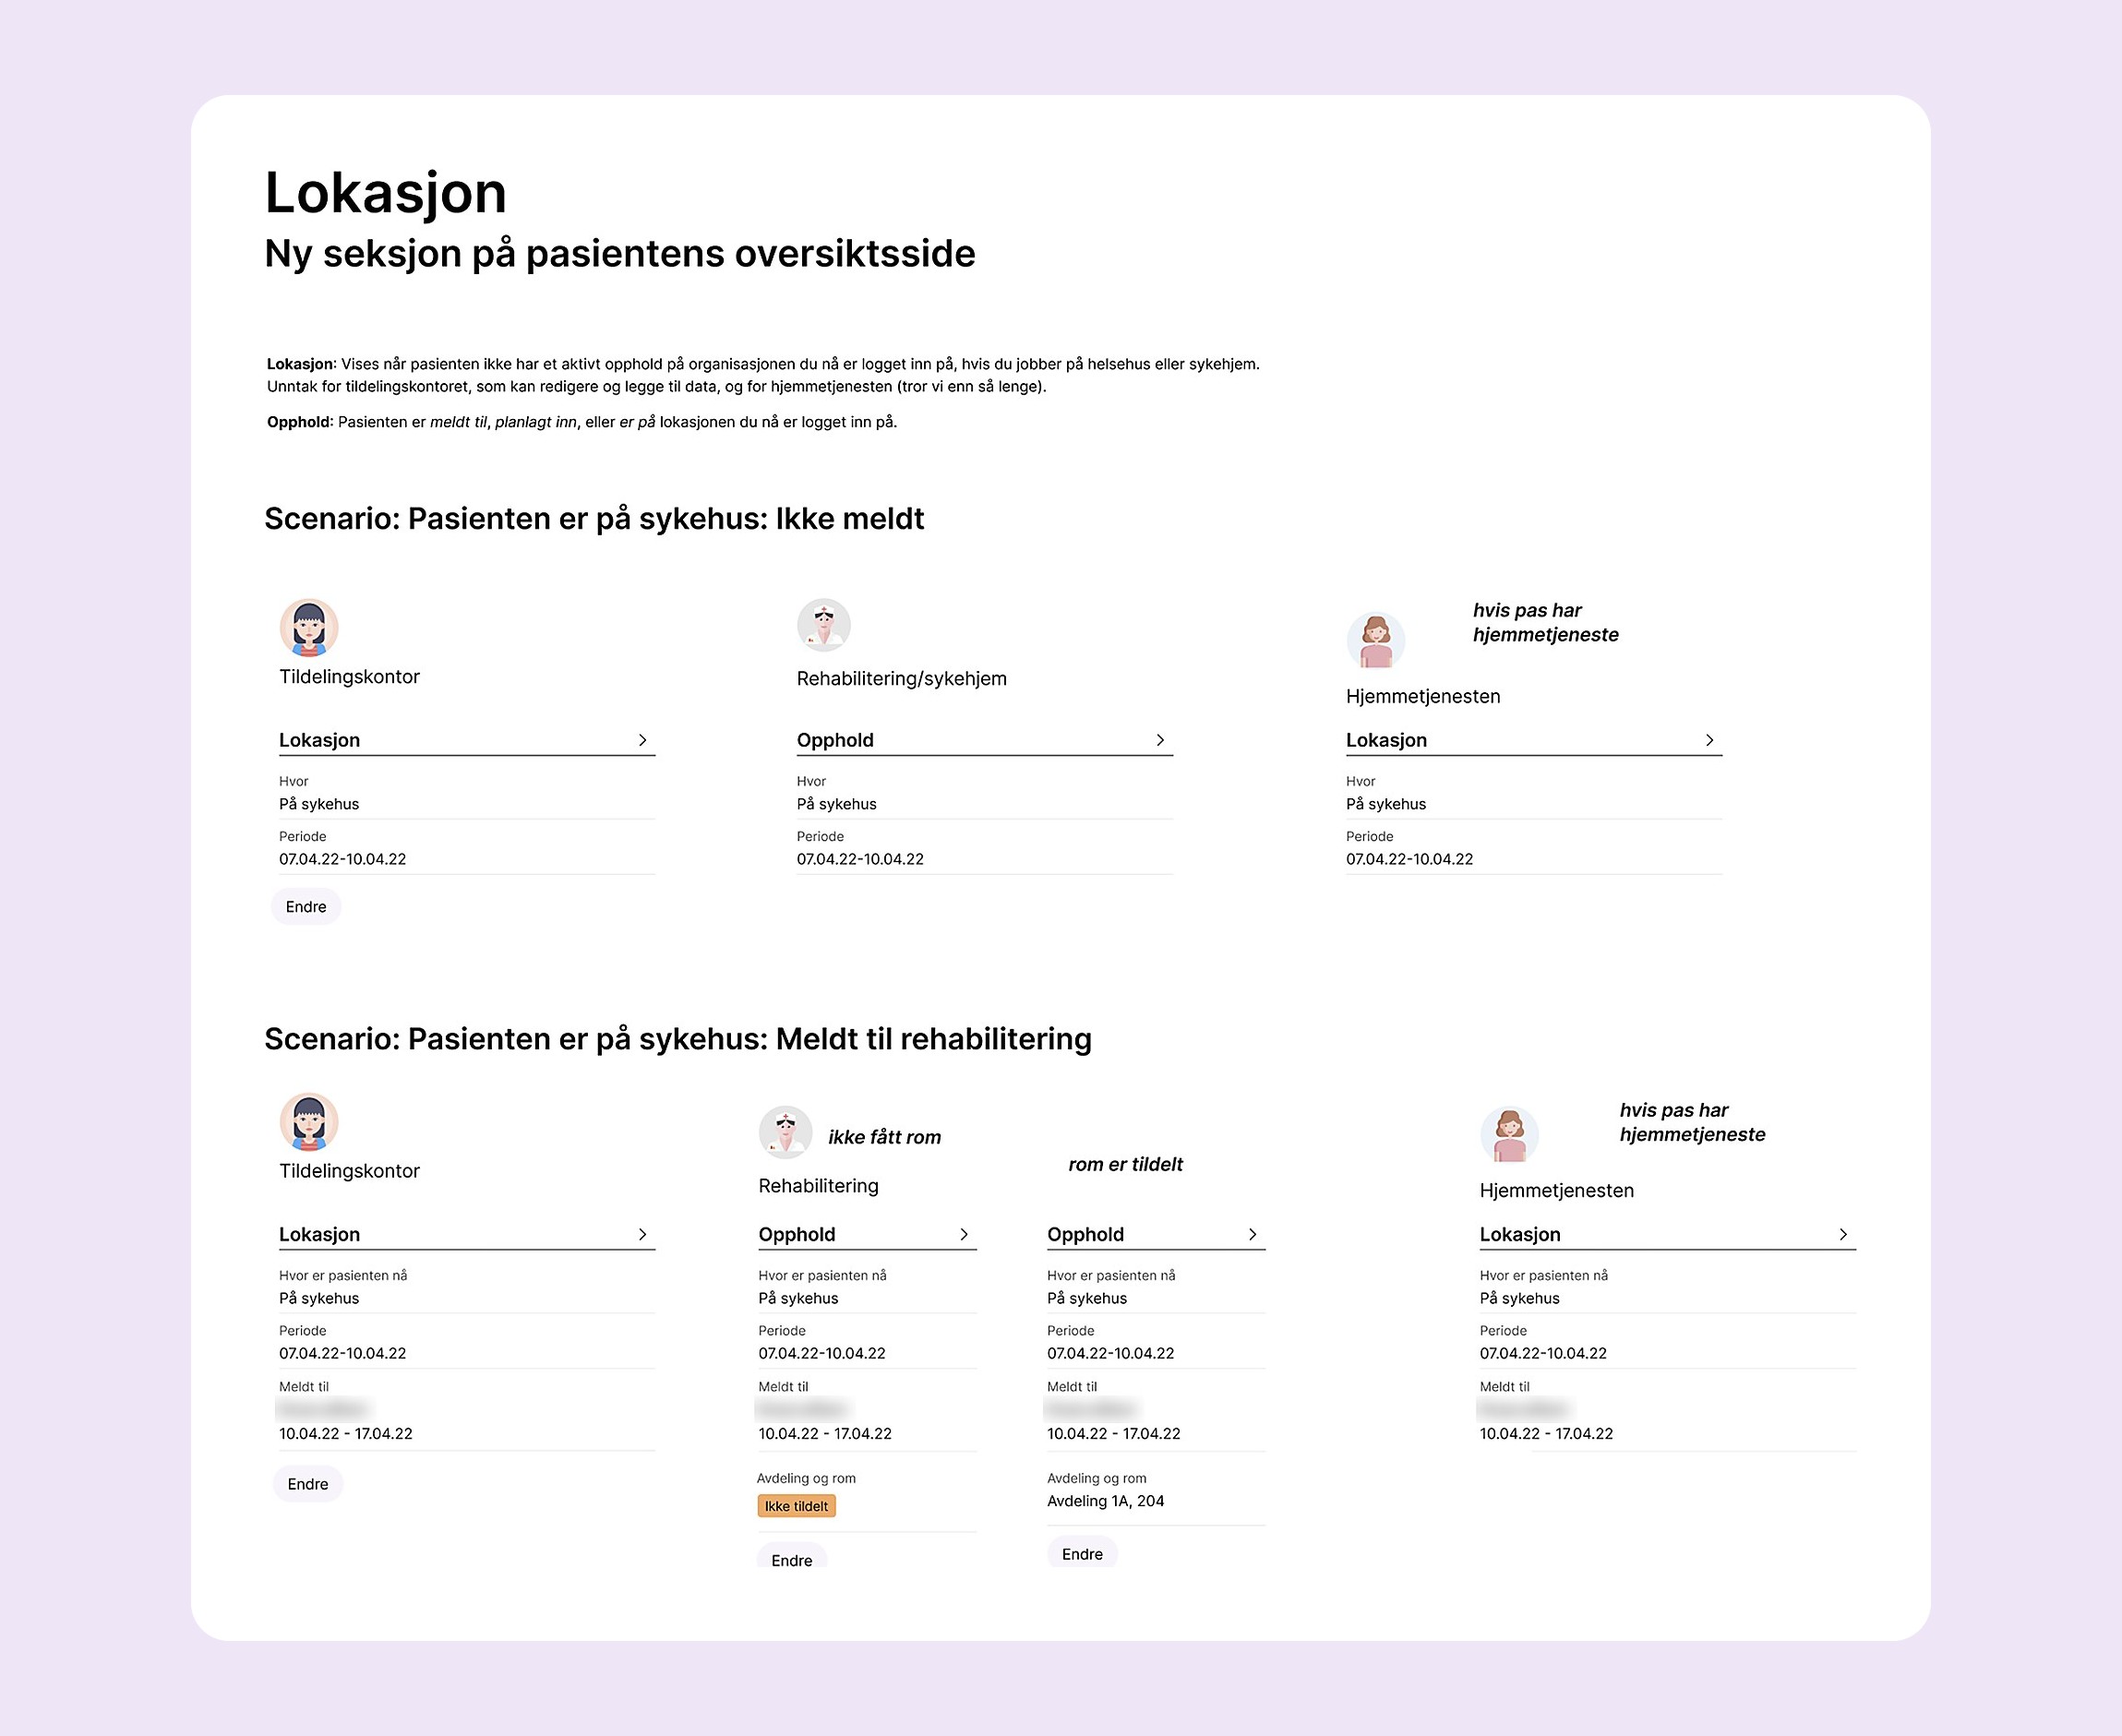 Lokasjon
Ny seksjon på pasientens oversiktsside
Lokasjon: Vises når pasienten ikke har et aktivt opphold på organisasjonen du nå er logget inn på, hvis du jobber på helsehus eller sykehjem.
Unntak for tildelingskontoret, som kan redigere og legge til data, og for hjemmetjenesten (tror vi enn så lenge).
Opphold: Pasienten er meldt til, planlagt inn, eller er på lokasjonen du nå er logget inn på.
Scenario: Pasienten er på sykehus: Ikke meldt
Tildelingskontor
Lokasjon
Hvor
På sykehus
Periode
07.04.22-10.04.22
Endre
Rehabilitering/sykehjem
Opphold
Hvor
På sykehus
Periode
07.04.22-10.04.22
hvis pas har
hjemmetjeneste
Hjemmetjenesten
Lokasjon
Hvor
På sykehus
Periode
07.04.22-10.04.22
Scenario: Pasienten er på sykehus: Meldt til rehabilitering
Tildelingskontor
Lokasjon
Hvor er pasienten nå
På sykehus
Periode
07.04.22-10.04.22
Meldt til
10.04.22 - 17.04.22
Endre
ikke fått rom
Rehabilitering
Opphold
Hvor er pasienten nå
På sykehus
Periode
07.04.22-10.04.22
Meldt til
10.04.22 - 17.04.22
Avdeling og rom
Ikke tildelt
Endre
rom er tildelt
Opphold
Hvor er pasienten nå
På sykehus
Periode
07.04.22-10.04.22
Meldt til
10.04.22 - 17.04.22
Avdeling og rom
Avdeling 1A, 204
Endre
hvis pas har
hjemmetjeneste
Hjemmetjenesten
Lokasjon
Hvor er pasienten nå
På sykehus
Periode
07.04.22-10.04.22
Meldt til
10.04.22 - 17.04.22